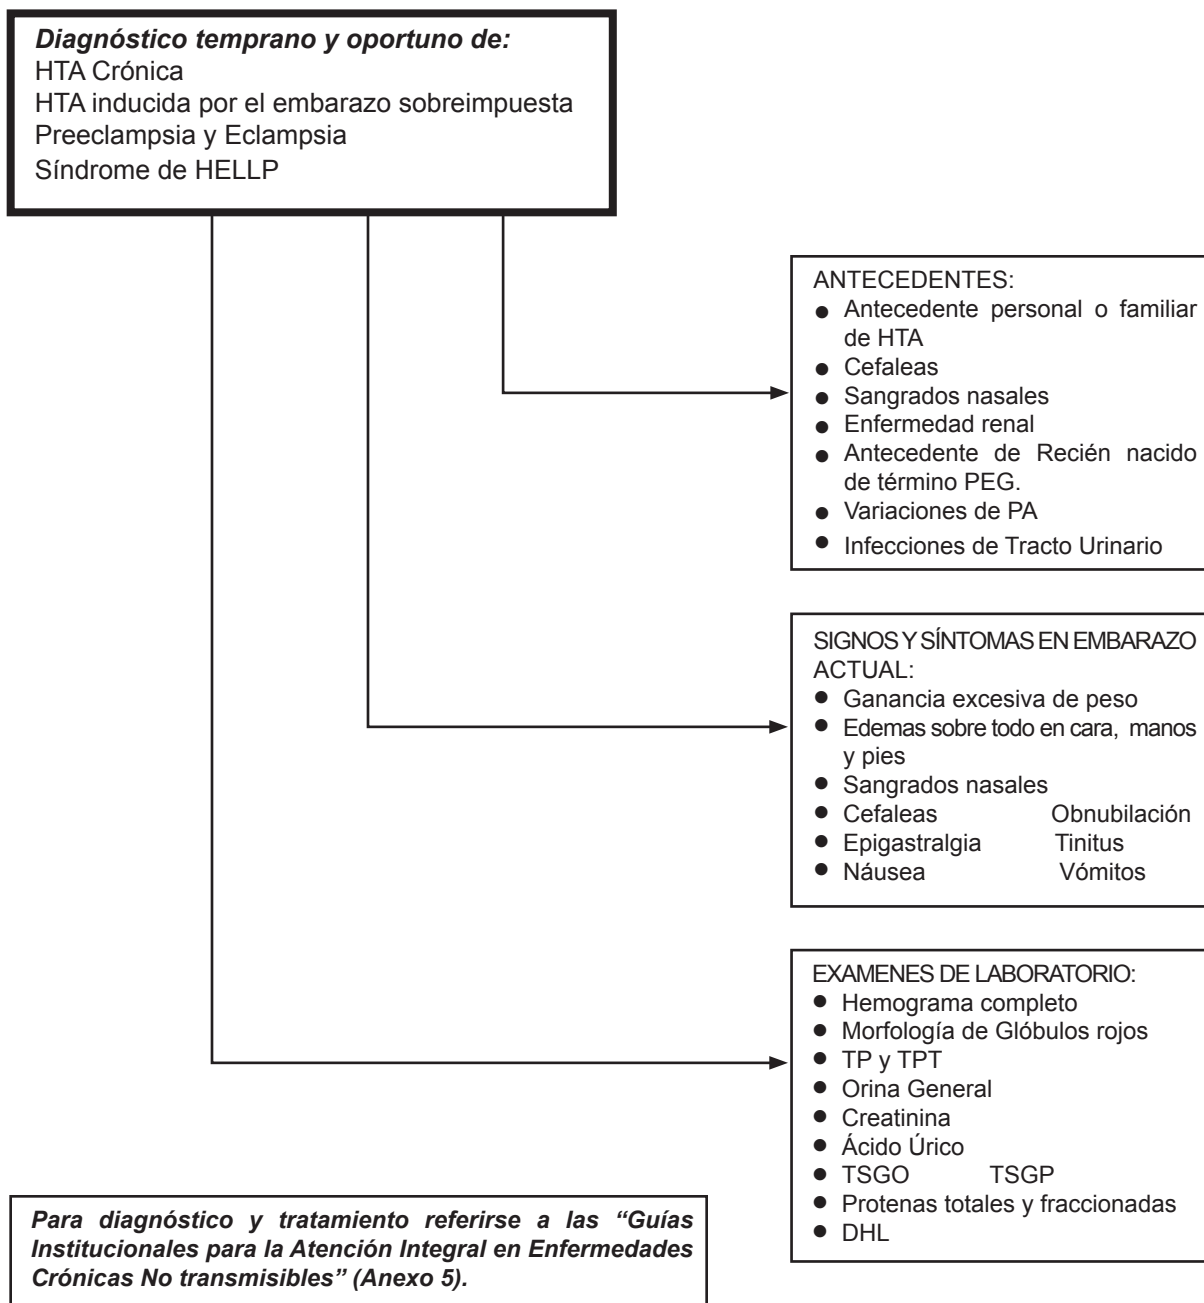 Diagnóstico temprano y oportuno de:
HTA Crónica
HTA inducida por el embarazo sobreimpuesta
Preeclampsia y Eclampsia
Síndrome de HELLP
ANTECEDENTES:
● Antecedente personal o familiar
de HTA
● Cefaleas
● Sangrados nasales
● Enfermedad renal
● Antecedente de Recién nacido
de término PEG.
● Variaciones de PA
● Infecciones de Tracto Urinario
SIGNOS Y SÍNTOMAS EN EMBARAZO
ACTUAL:
● Ganancia excesiva de peso
● Edemas sobre todo en cara, manos
y pies
● Sangrados nasales
● Cefaleas Obnubilación
● Epigastralgia Tinitus
● Náusea Vómitos
EXAMENES DE LABORATORIO:
● Hemograma completo
● Morfología de Glóbulos rojos
● TP y TPT
● Orina General
● Creatinina
● Ácido Úrico
● TSGO TSGP
● Protenas totales y fraccionadas
● DHL
Para diagnóstico y tratamiento referirse a las “Guías
Institucionales para la Atención Integral en Enfermedades
Crónicas No transmisibles” (Anexo 5).